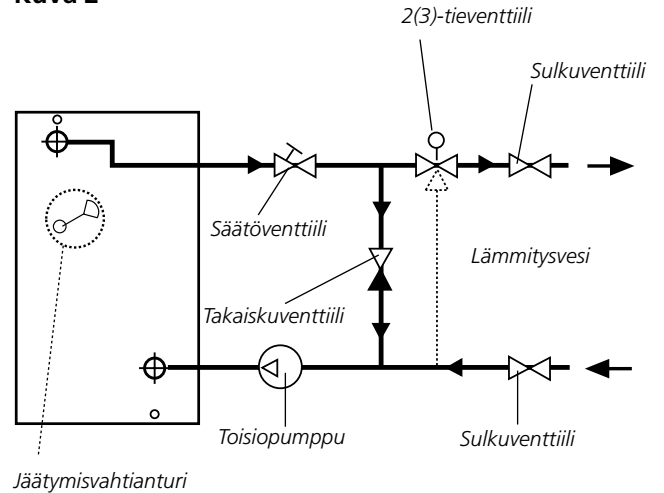 Kuva 2
2(3)-tieventtiili
Sulkuventtiili
Säätöventtiili
Lämmitysvesi
Takaiskuventtiili
Toisiopumppu
Sulkuventtiili
Jäätymisvahtianturi